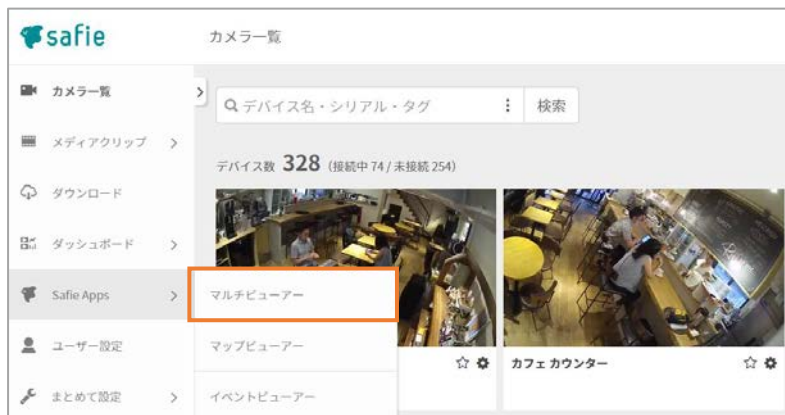 safie
カメラ一覧
カメラ一覧
メディアクリップ
ダウンロード
ダッシュボード
Safie Apps
ユーザー設定
まとめて設定
デバイス名・シリアル・タグ
検索
デバイス数 328 (接続中 74 / 未接続 254)
マルチビューアー
マップビューアー
イベントビューアー
カフェ カウンター